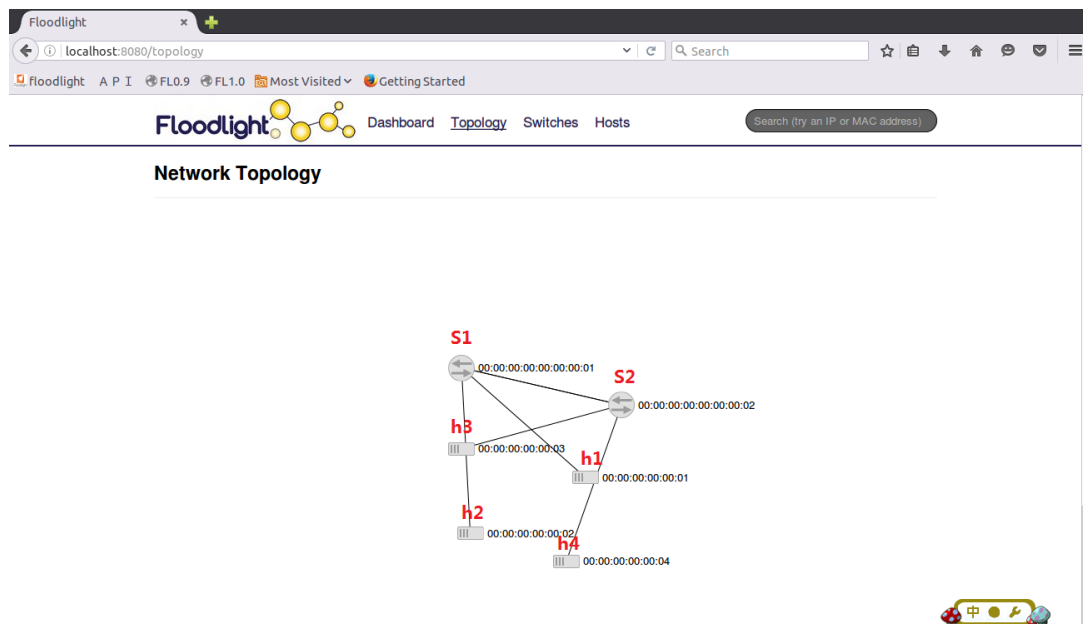 Floodlight
localhost:8080/topology
Search
floodlight A P I FL0.9 FL1.0 Most Visited Getting Started
Floodlight Dashboard Topology Switches Hosts Search (try an IP or MAC address)
Network Topology
S1
00:00:00:00:00:00:00:01
S2
00:00:00:00:00:00:00:02
h3
00:00:00:00:00:03
h1
00:00:00:00:00:01
h2
00:00:00:00:00:02
h4
00:00:00:00:00:04
中